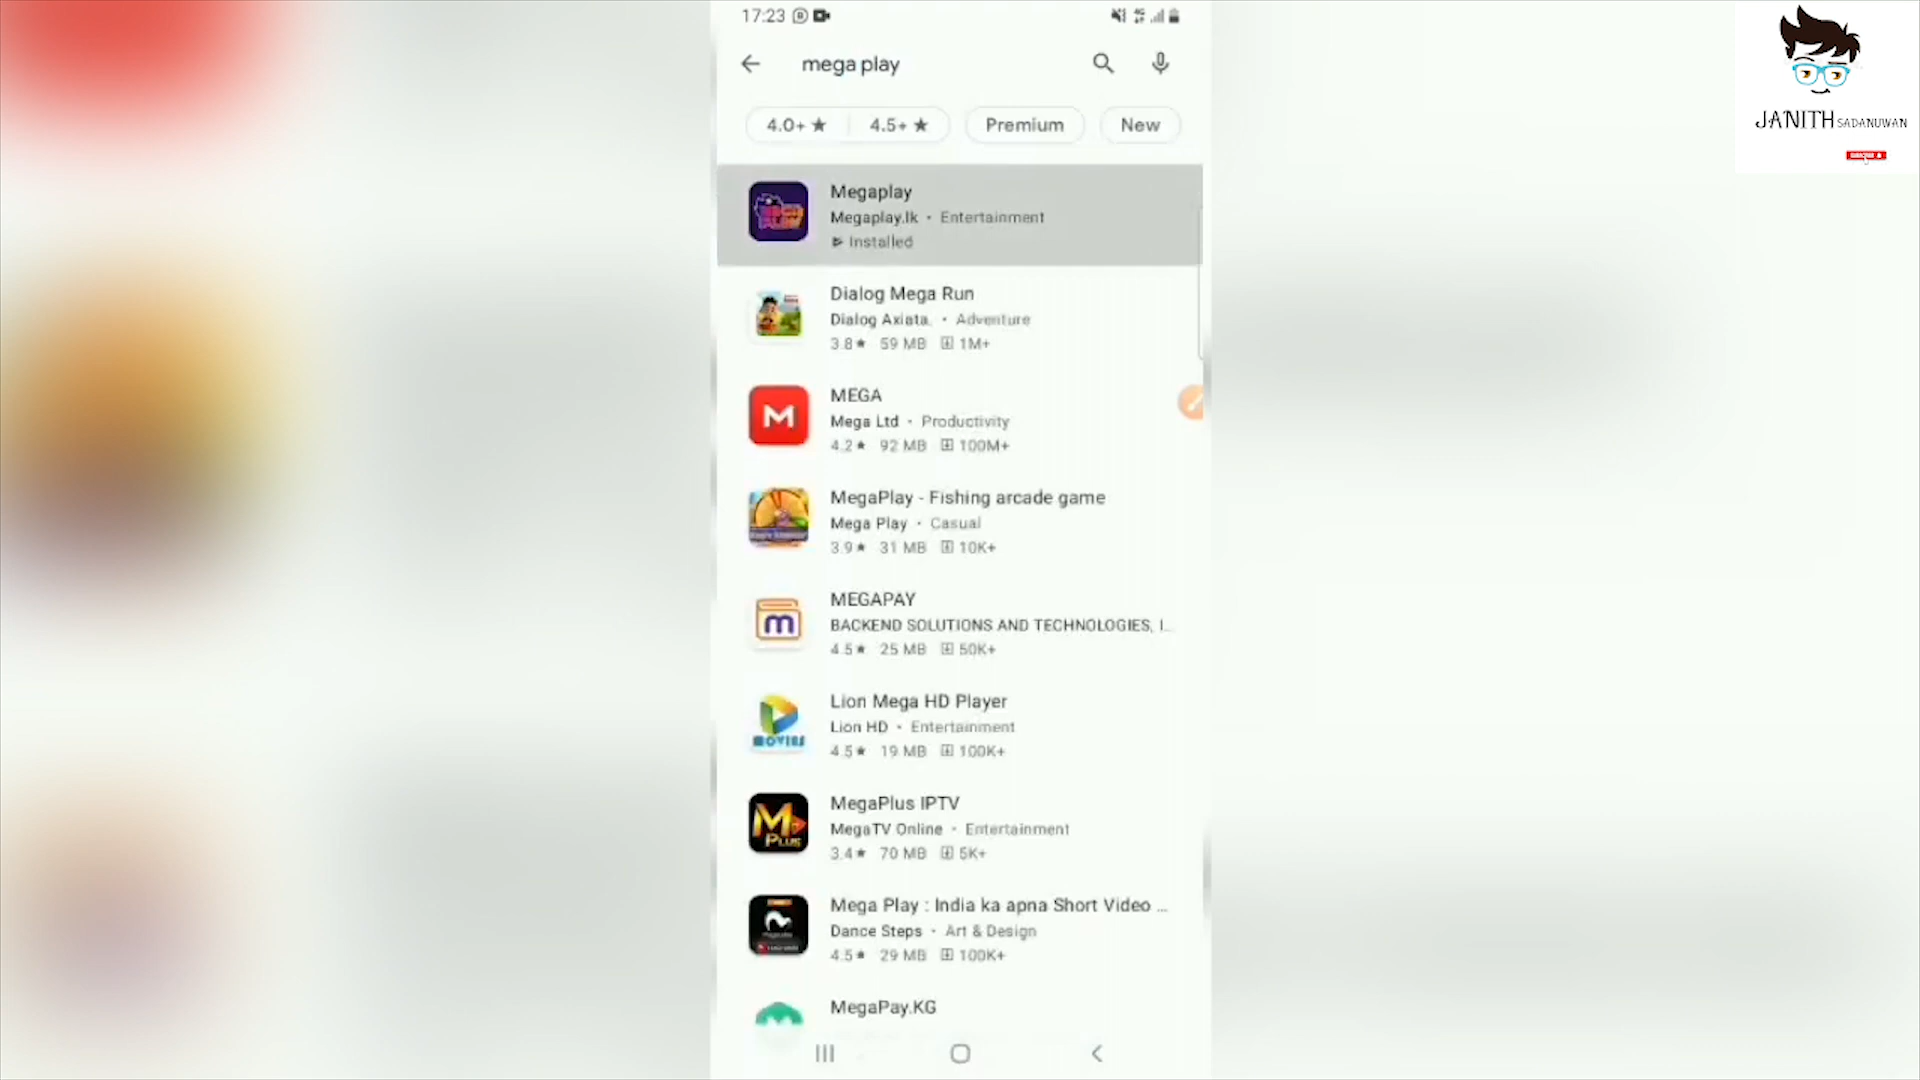 17:23
mega play
4.0+ ★ 4.5+ ★ Premium New
Megaplay
Megaplay.lk • Entertainment
Installed
Dialog Mega Run
Dialog Axiata. • Adventure
3.8★ 59 MB 1M+
MEGA
Mega Ltd • Productivity
4.2★ 92 MB 100M+
MegaPlay - Fishing arcade game
Mega Play • Casual
3.9★ 31 MB 10K+
MEGAPAY
BACKEND SOLUTIONS AND TECHNOLOGIES, I...
4.5★ 25 MB 50K+
Lion Mega HD Player
Lion HD • Entertainment
4.5★ 19 MB 100K+
MOVIES
MegaPlus IPTV
MegaTV Online • Entertainment
3.4★ 70 MB 5K+
M PLUS
Mega Play : India ka apna Short Video ...
Dance Steps • Art & Design
4.5★ 29 MB 100K+
MegaPay.KG
JANITH SADANUWAN